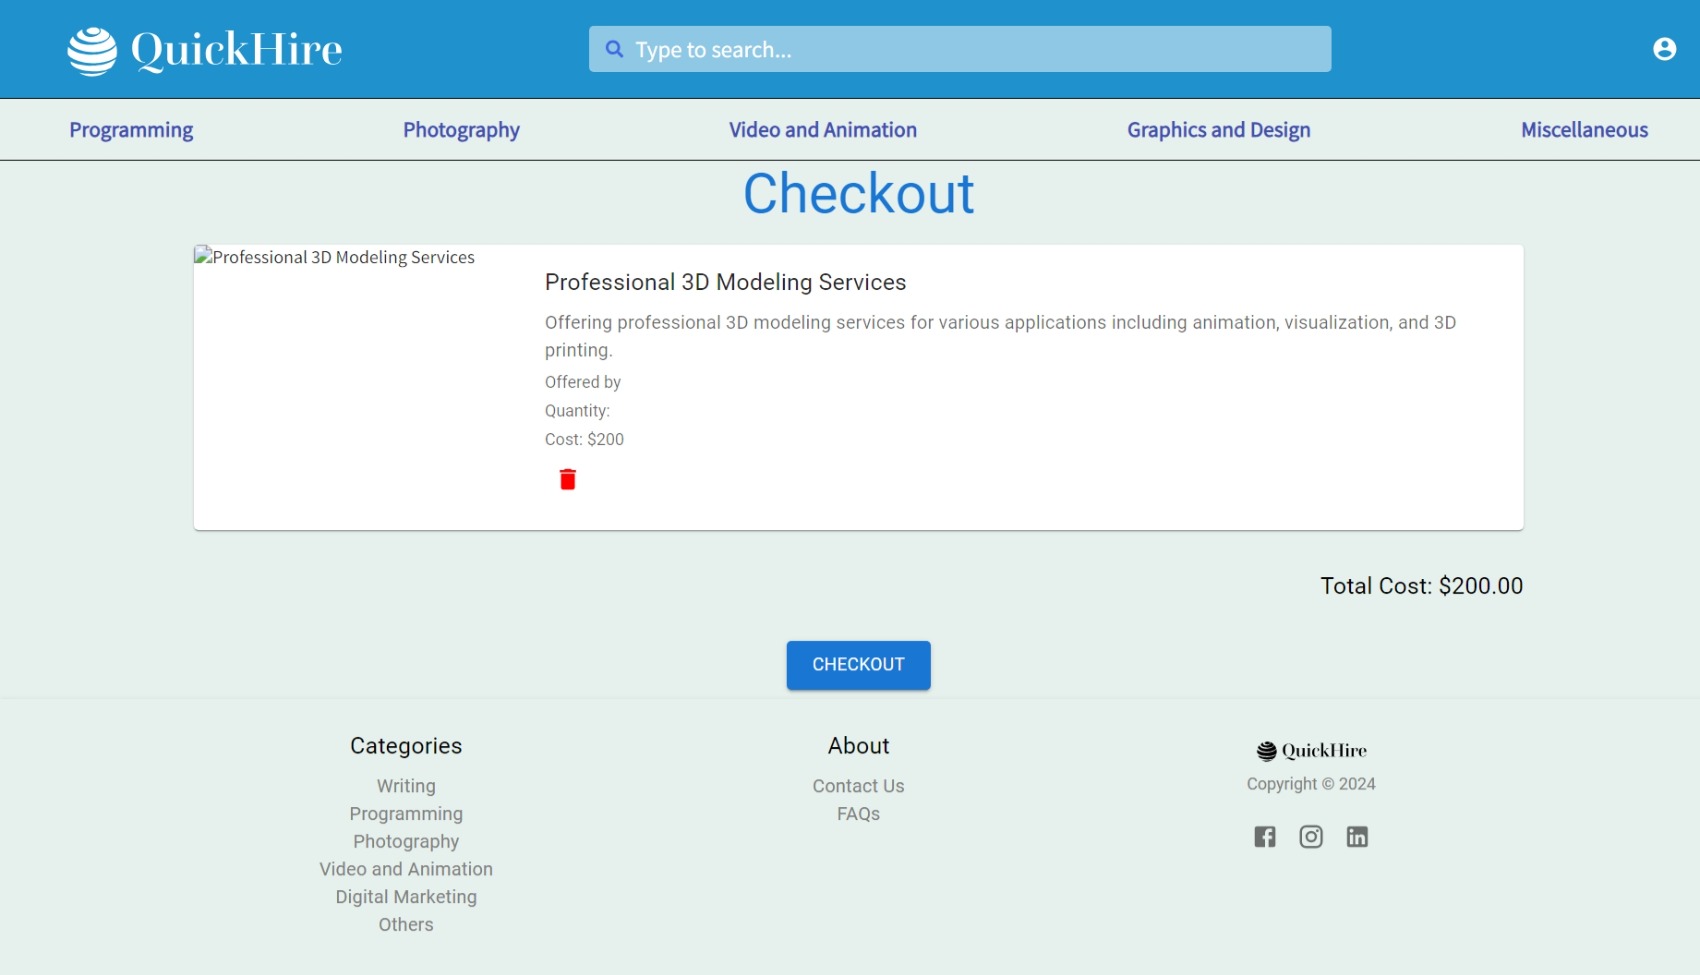 QuickHire
Type to search...
Programming
Photography
Video and Animation
Graphics and Design
Miscellaneous
Checkout
Professional 3D Modeling Services
Professional 3D Modeling Services
Offering professional 3D modeling services for various applications including animation, visualization, and 3D
printing.
Offered by
Quantity:
Cost: $200
Total Cost: $200.00
CHECKOUT
Categories
Writing
Programming
Photography
Video and Animation
Digital Marketing
Others
About
Contact Us
FAQs
QuickHire
Copyright © 2024